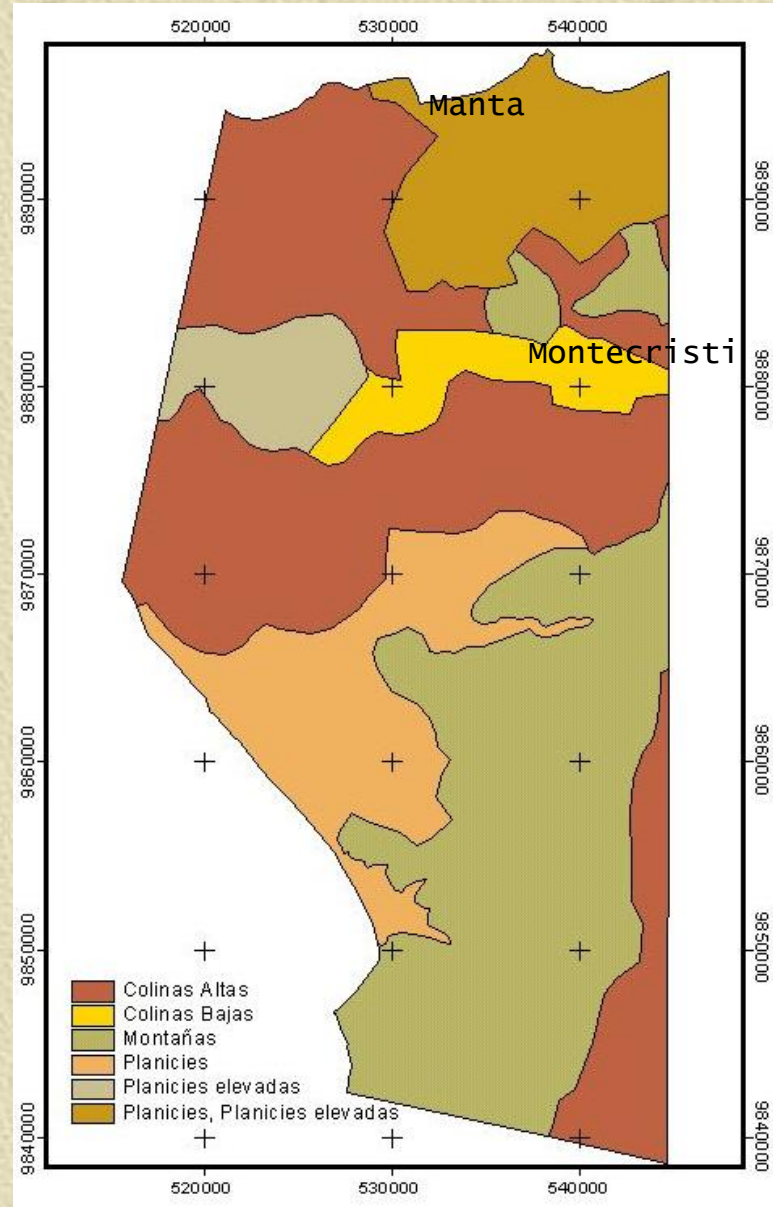 520000 530000 540000
Manta
9890000 9890000
Montecristi
9880000 9880000
9870000 9870000
9860000 9860000
9850000 9850000
Colinas Altas
Colinas Bajas
Montañas
Planicies
Planicies elevadas
Planicies, Planicies elevadas
9840000 9840000
520000 530000 540000